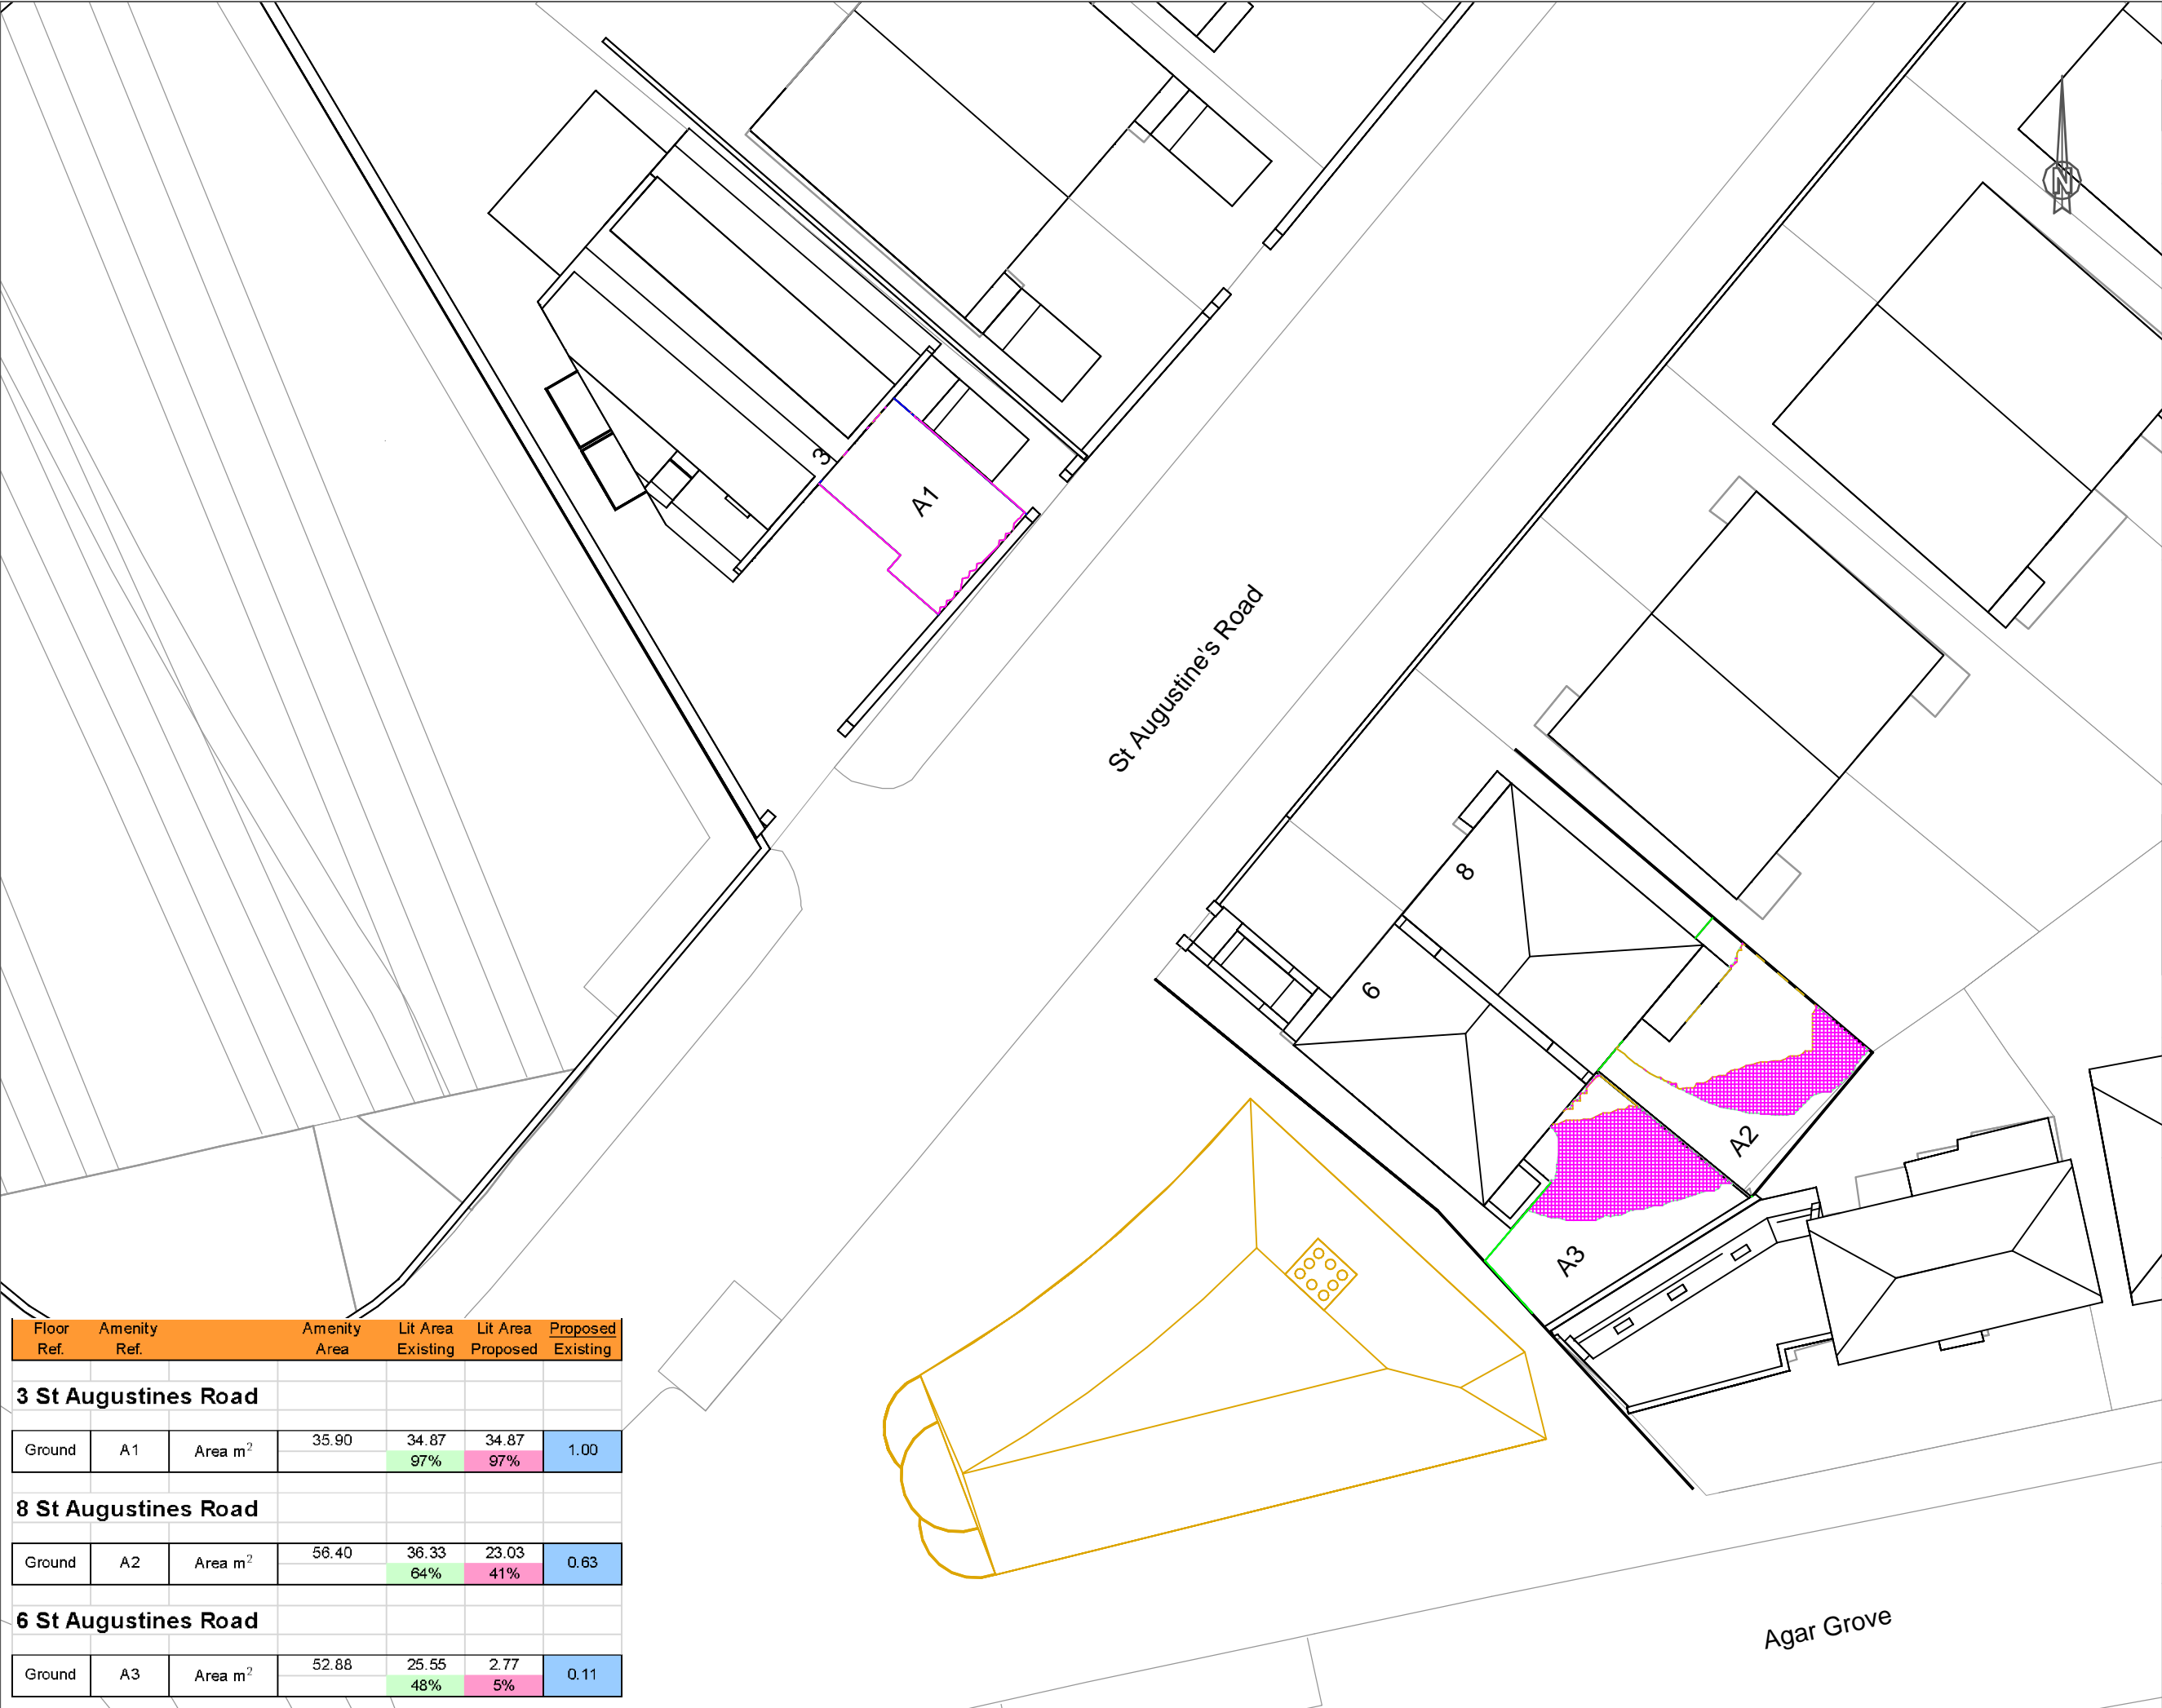 N
3
A1
St Augustine's Road
8
6
A2
A3
Agar Grove
Floor Ref. Amenity Ref. Amenity Area Lit Area Existing Lit Area Proposed Proposed Existing
3 St Augustines Road
Ground A1 Area m² 35.90 34.87 34.87 1.00
97% 97%
8 St Augustines Road
Ground A2 Area m² 56.40 36.33 23.03 0.63
64% 41%
6 St Augustines Road
Ground A3 Area m² 52.88 25.55 2.77 0.11
48% 5%